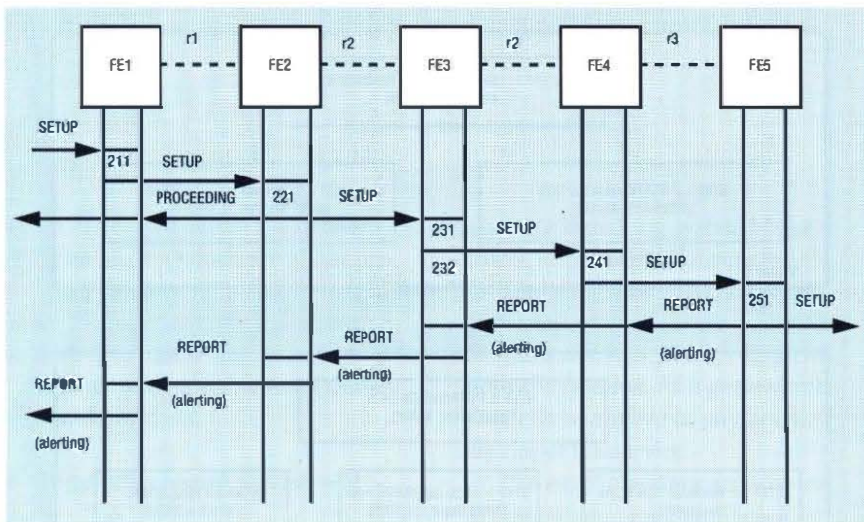 r1 r2 r2 r3
FE1 FE2 FE3 FE4 FE5
SETUP
211 SETUP
PROCEEDING 221 SETUP
231 SETUP
232 241 SETUP
REPORT REPORT 251 SETUP
REPORT REPORT (alerting) (alerting)
(alerting)
REPORT (alerting)
(alerting)